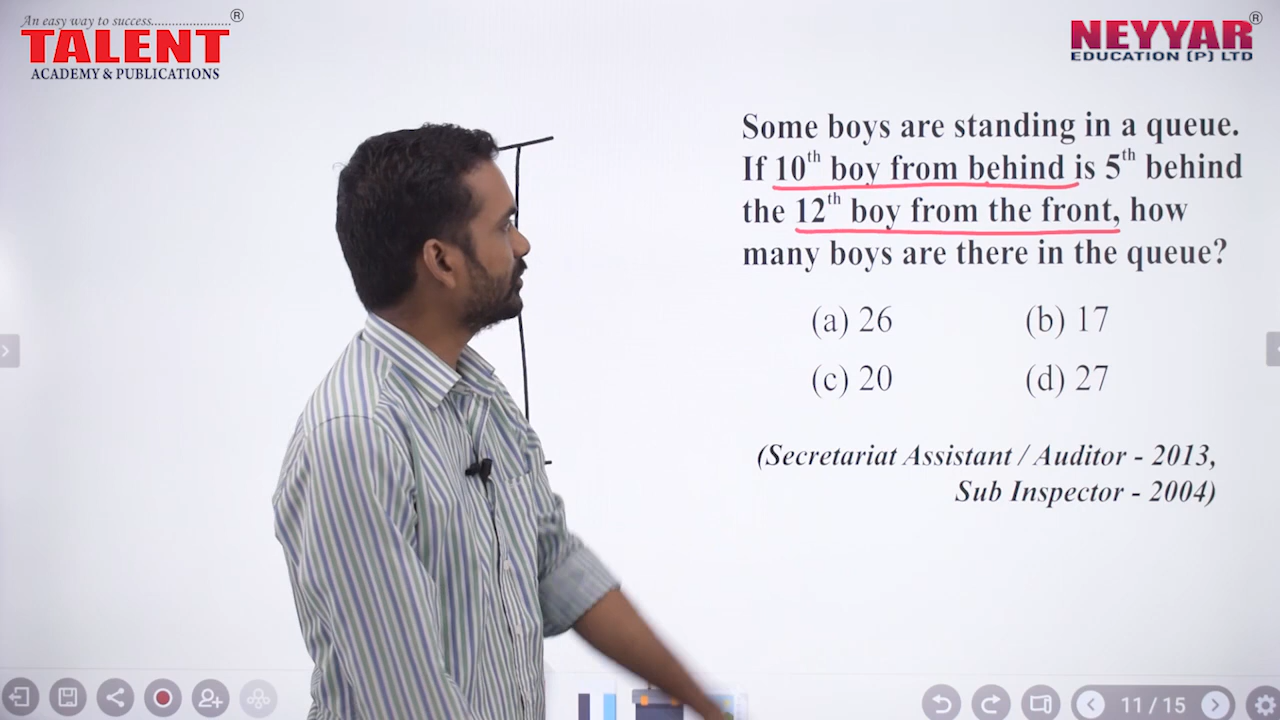 An easy way to success........................®
TALENT
ACADEMY & PUBLICATIONS
NEYYAR®
EDUCATION (P) LTD
Some boys are standing in a queue.
If 10th boy from behind is 5th behind
the 12th boy from the front, how
many boys are there in the queue?
(a) 26 (b) 17
(c) 20 (d) 27
(Secretariat Assistant / Auditor - 2013,
Sub Inspector - 2004)
11 / 15